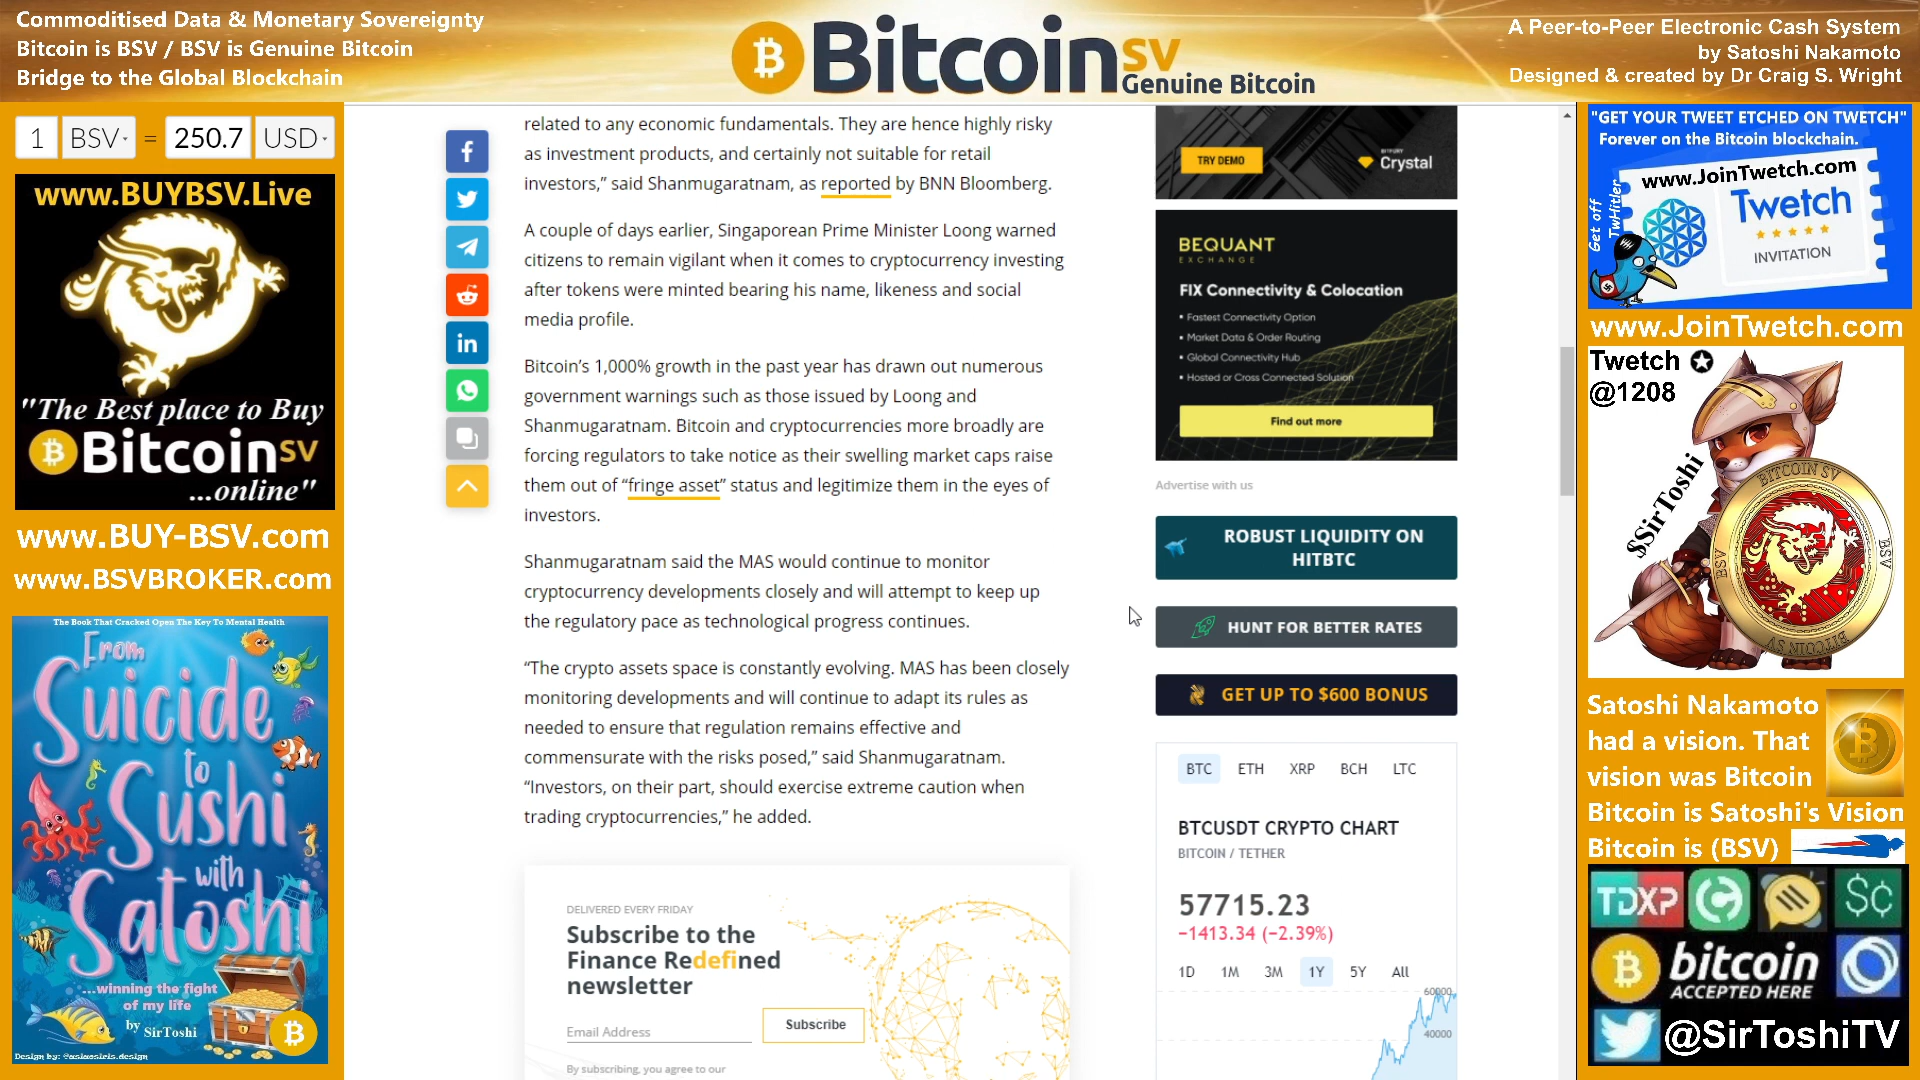 Commoditised Data & Monetary Sovereignty
Bitcoin is BSV / BSV is Genuine Bitcoin
Bridge to the Global Blockchain
BitcoinSV
Genuine Bitcoin
A Peer-to-Peer Electronic Cash System
by Satoshi Nakamoto
Designed & created by Dr Craig S. Wright
1 BSV = 250.7 USD
www.BUYBSV.Live
"The Best place to Buy
BitcoinSV
...online"
www.BUY-BSV.com
www.BSVBROKER.com
The Book That Cracked Open The Key To Mental Health
From
Suicide
to
Sushi
with
Satoshi
...winning the fight
of my life
by SirToshi
related to any economic fundamentals. They are hence highly risky
as investment products, and certainly not suitable for retail
investors,” said Shanmugaratnam, as reported by BNN Bloomberg.
A couple of days earlier, Singaporean Prime Minister Loong warned
citizens to remain vigilant when it comes to cryptocurrency investing
after tokens were minted bearing his name, likeness and social
media profile.
Bitcoin’s 1,000% growth in the past year has drawn out numerous
government warnings such as those issued by Loong and
Shanmugaratnam. Bitcoin and cryptocurrencies more broadly are
forcing regulators to take notice as their swelling market caps raise
them out of “fringe asset” status and legitimize them in the eyes of
investors.
Shanmugaratnam said the MAS would continue to monitor
cryptocurrency developments closely and will attempt to keep up
the regulatory pace as technological progress continues.
“The crypto assets space is constantly evolving. MAS has been closely
monitoring developments and will continue to adapt its rules as
needed to ensure that regulation remains effective and
commensurate with the risks posed,” said Shanmugaratnam.
“Investors, on their part, should exercise extreme caution when
trading cryptocurrencies,” he added.
DELIVERED EVERY FRIDAY
Subscribe to the
Finance Redefined
newsletter
Email Address
Subscribe
By subscribing, you agree to our
TRY DEMO
Crystal
BEQUANT
EXCHANGE
FIX Connectivity & Colocation
• Fastest Connectivity Option
• Market Data & Order Routing
• Global Connectivity Hub
• Hosted or Cross Connected Solution
Find out more
Advertise with us
ROBUST LIQUIDITY ON
HITBTC
HUNT FOR BETTER RATES
GET UP TO $600 BONUS
BTC ETH XRP BCH LTC
BTCUSDT CRYPTO CHART
BITCOIN / TETHER
57715.23
−1413.34 (−2.39%)
1D 1M 3M 1Y 5Y All
60000
40000
"GET YOUR TWEET ETCHED ON TWETCH"
Forever on the Bitcoin blockchain.
www.JoinTwetch.com
Twetch
INVITATION
Get off
TwHitler
www.JoinTwetch.com
Twetch
@1208
$SirToshi
BITCOIN SV
BSV
BITCOIN SV
BSV
Satoshi Nakamoto
had a vision. That
vision was Bitcoin
Bitcoin is Satoshi's Vision
Bitcoin is (BSV)
TDXP
$¢
bitcoin
ACCEPTED HERE
@SirToshiTV